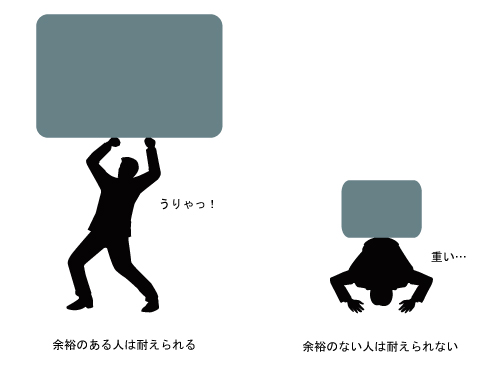 うりゃっ！
重い…
余裕のある人は耐えられる
余裕のない人は耐えられない